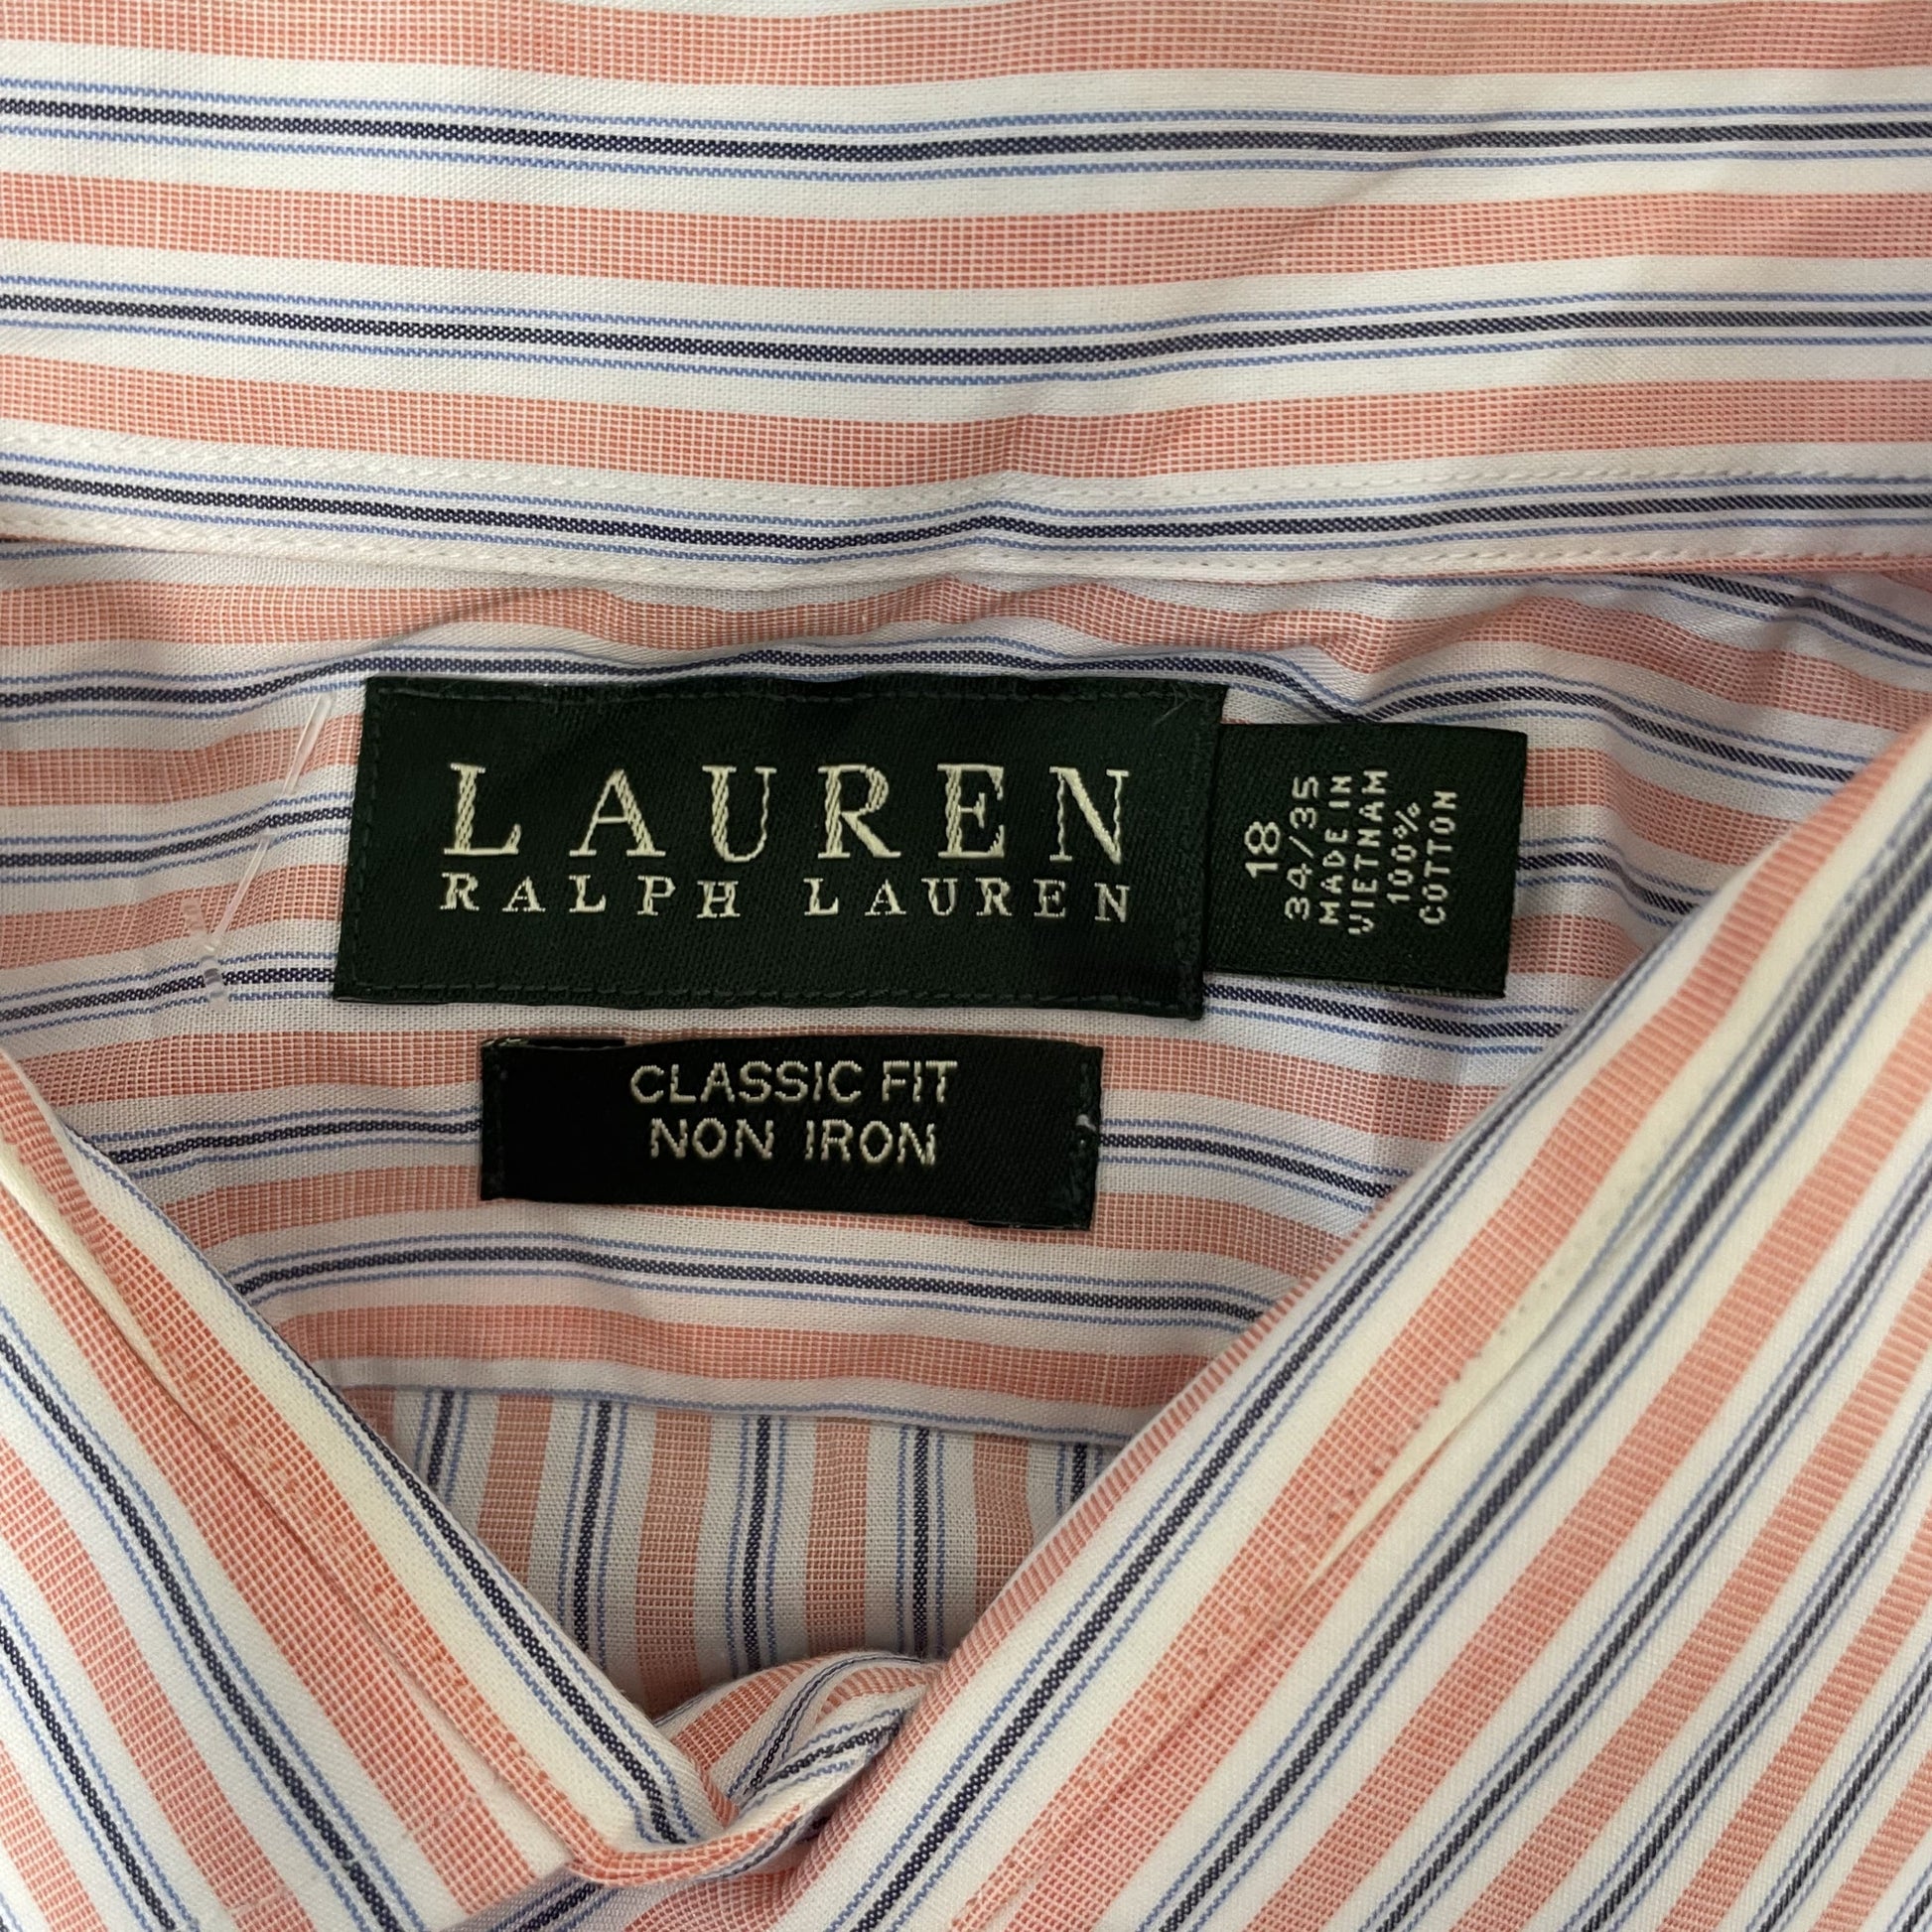 LAUREN
RALPH LAUREN
18
34/35
MADE IN
VIETNAM
100%
COTTON
CLASSIC FIT
NON IRON